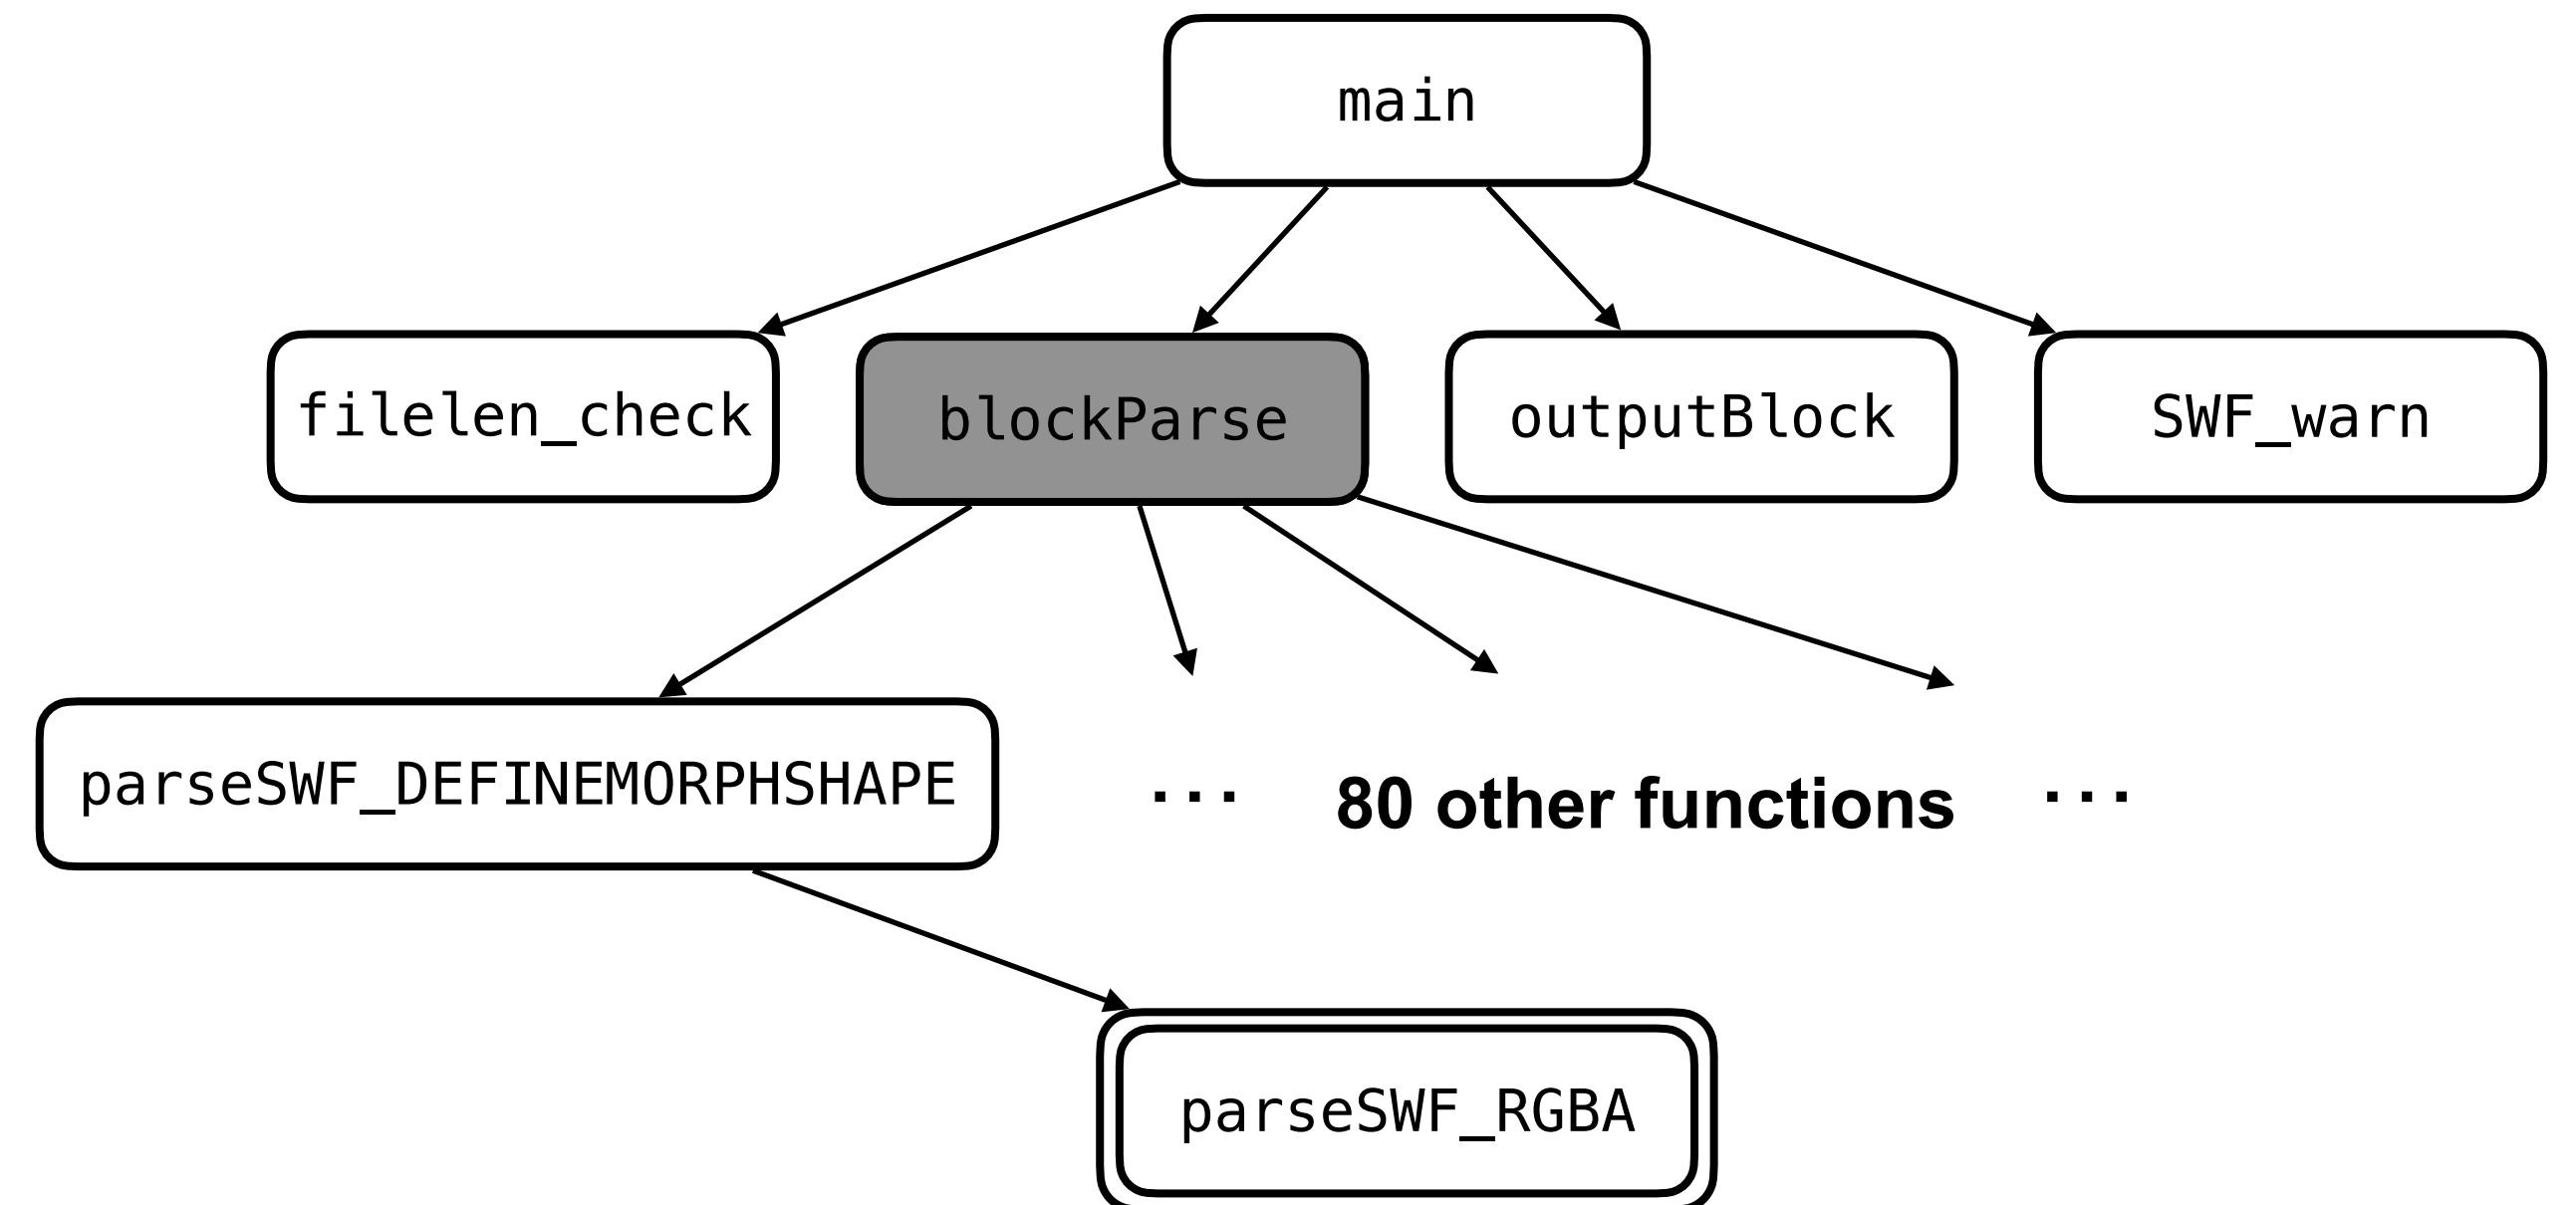 main
filelen_check
blockParse
outputBlock
SWF_warn
parseSWF_DEFINEMORPHSHAPE
... 80 other functions ...
parseSWF_RGBA